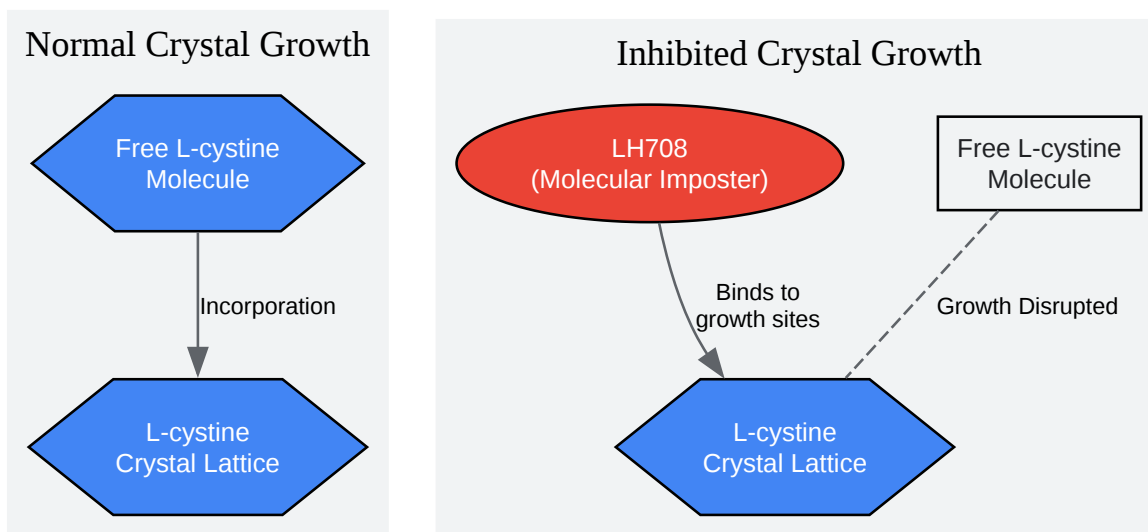 Normal Crystal Growth
Free L-cystine
Molecule
Incorporation
L-cystine
Crystal Lattice
Inhibited Crystal Growth
LH708
(Molecular Imposter)
Free L-cystine
Molecule
Binds to
growth sites
Growth Disrupted
L-cystine
Crystal Lattice